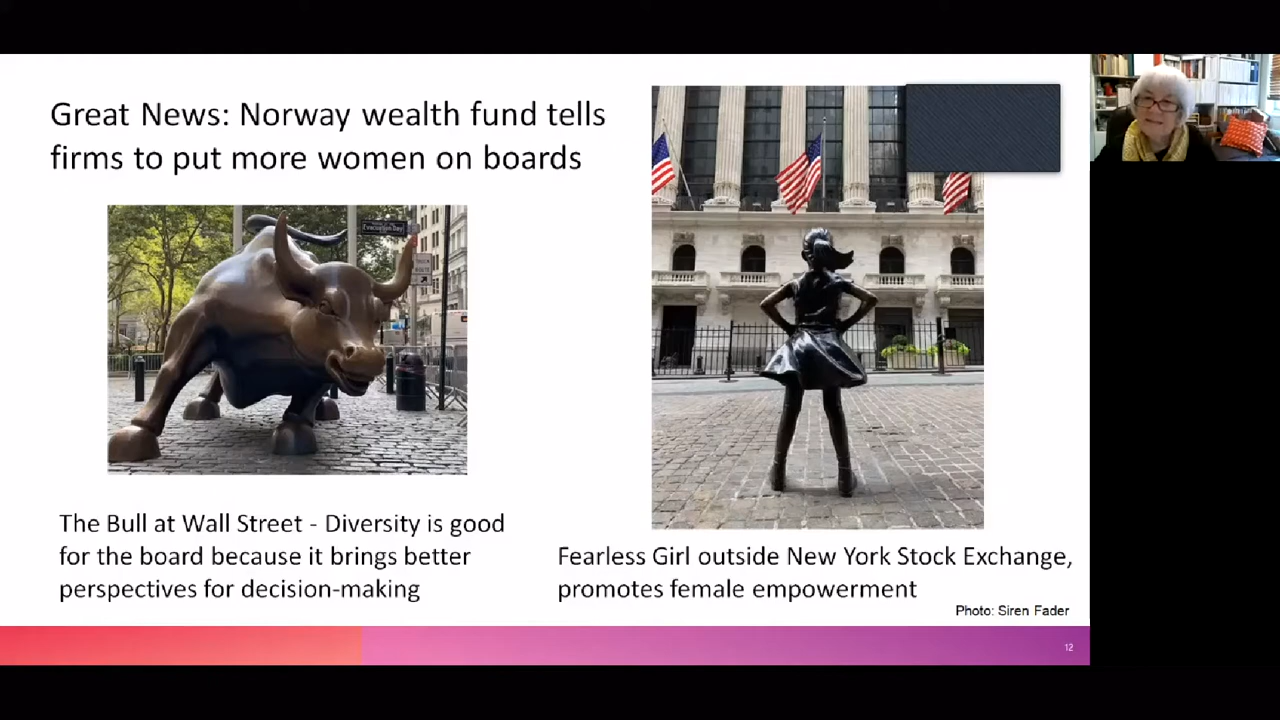 Great News: Norway wealth fund tells
firms to put more women on boards
Evacuation Day
The Bull at Wall Street - Diversity is good
for the board because it brings better
perspectives for decision-making
Fearless Girl outside New York Stock Exchange,
promotes female empowerment
Photo: Siren Fader
12